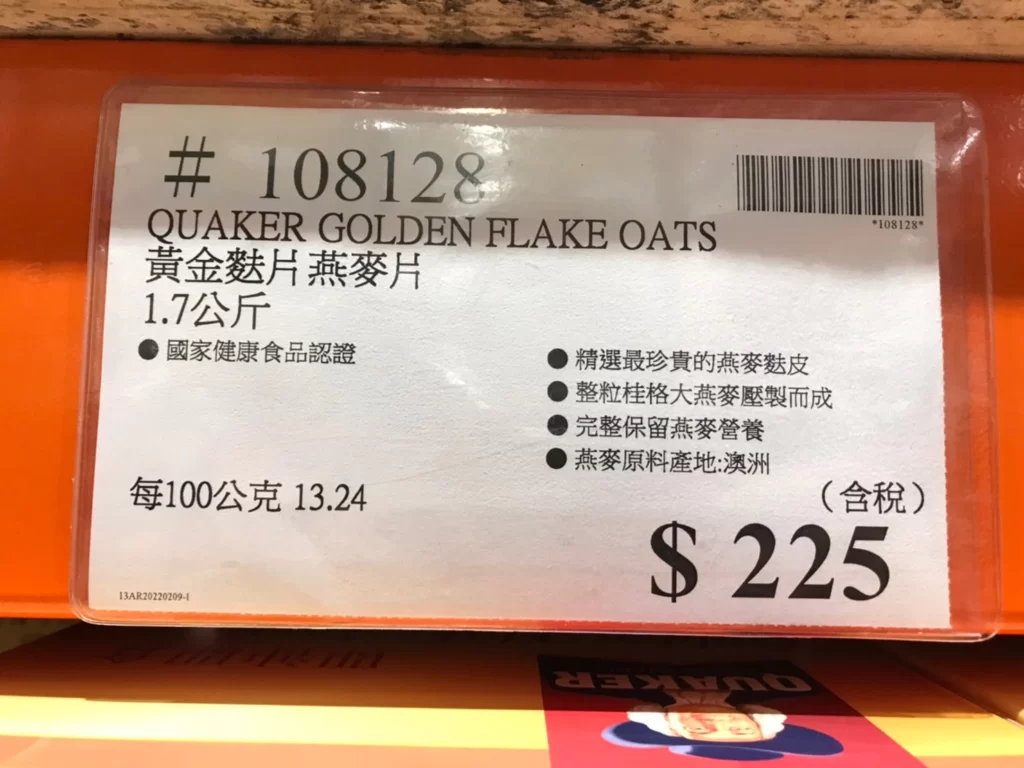 # 108128
*108128*
QUAKER GOLDEN FLAKE OATS
黃金麩片燕麥片
1.7公斤
●國家健康食品認證
●精選最珍貴的燕麥麩皮
●整粒桂格大燕麥壓製而成
●完整保留燕麥營養
●燕麥原料產地:澳洲
每100公克 13.24
（含稅）
$ 225
13AR20220209-1
QUAKER